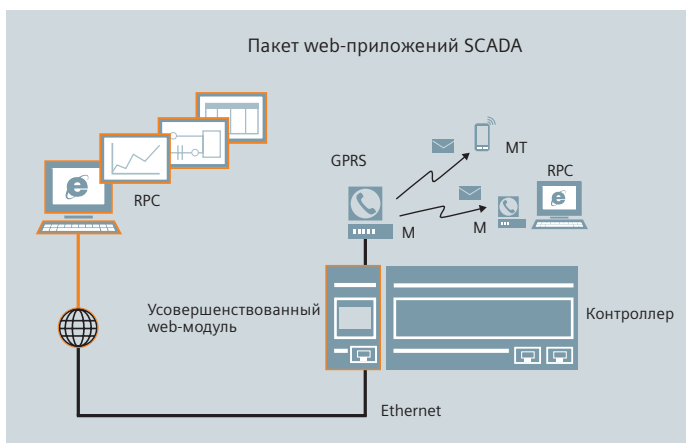 Пакет web-приложений SCADA
GPRS
MT
RPC
RPC
M
M
Усовершенствованный
web-модуль
Контроллер
Ethernet